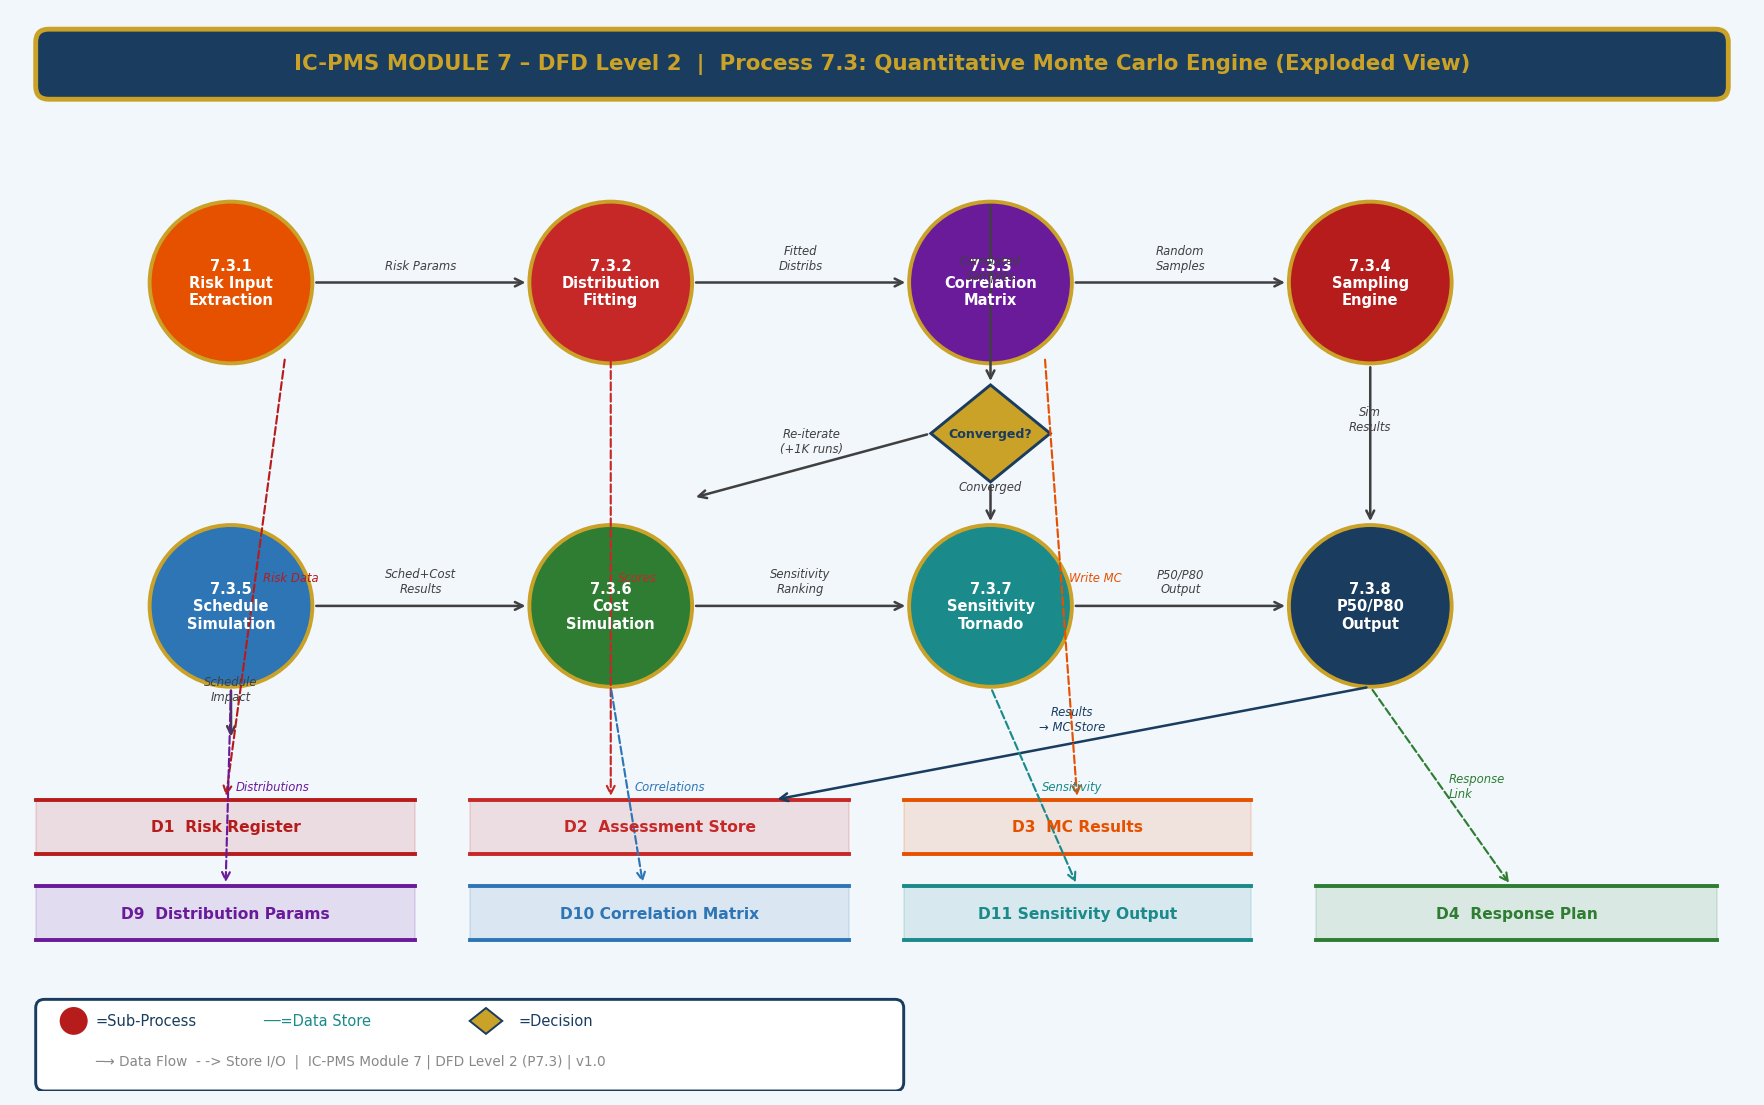 IC-PMS MODULE 7 – DFD Level 2 | Process 7.3: Quantitative Monte Carlo Engine (Exploded View)
7.3.1
Risk Input
Extraction
Risk Params
7.3.2
Distribution
Fitting
Fitted
Distribs
7.3.3
Correlation
Matrix
Random
Samples
7.3.4
Sampling
Engine
Sim
Results
Converged?
Re-iterate
(+1K runs)
Converged
7.3.5
Schedule
Simulation
Risk Data
Sched+Cost
Results
7.3.6
Cost
Simulation
Sensitivity
Ranking
7.3.7
Sensitivity
Tornado
Write MC
P50/P80
Output
7.3.8
P50/P80
Output
Schedule
Impact
Results
→ MC Store
Distributions
Correlations
Sensitivity
Response
Link
D1 Risk Register
D2 Assessment Store
D3 MC Results
D9 Distribution Params
D10 Correlation Matrix
D11 Sensitivity Output
D4 Response Plan
=Sub-Process
—=Data Store
=Decision
—→ Data Flow - -> Store I/O | IC-PMS Module 7 | DFD Level 2 (P7.3) | v1.0